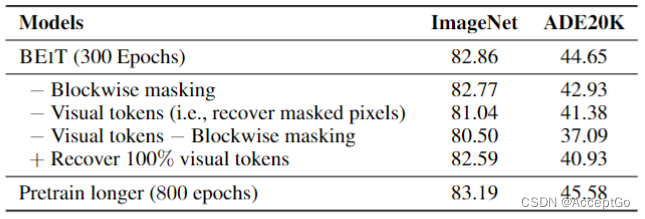 Models ImageNet ADE20K
BEIT (300 Epochs) 82.86 44.65
− Blockwise masking 82.77 42.93
− Visual tokens (i.e., recover masked pixels) 81.04 41.38
− Visual tokens − Blockwise masking 80.50 37.09
+ Recover 100% visual tokens 82.59 40.93
Pretrain longer (800 epochs) 83.19 45.58
CSDN @AcceptGo